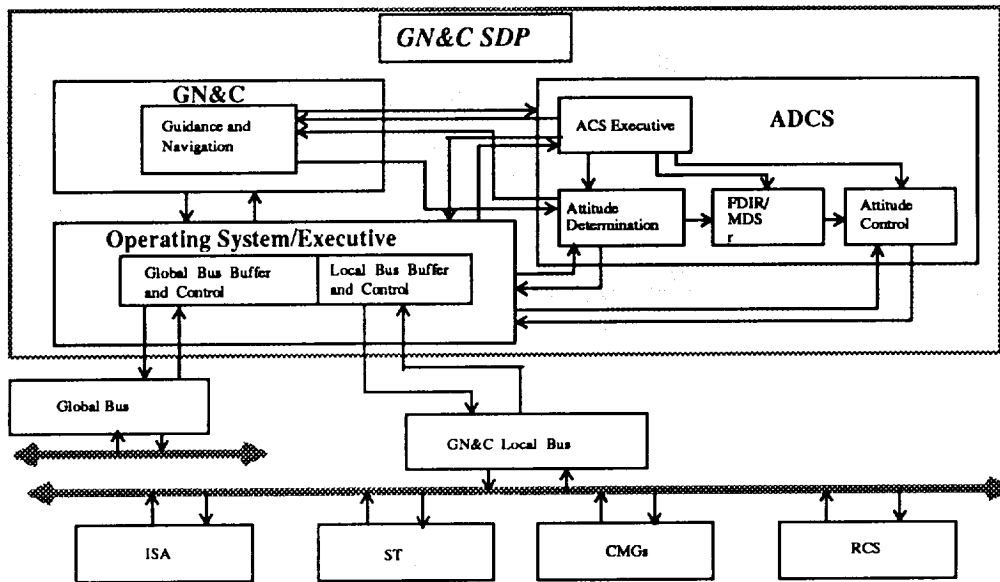 GN&C SDP
GN&C
Guidance and
Navigation
ACS Executive
ADCS
Attitude
Determination
FDIR/
MDS
r
Attitude
Control
Operating System/Executive
Global Bus Buffer
and Control
Local Bus Buffer
and Control
Global Bus
GN&C Local Bus
ISA
ST
CMGs
RCS